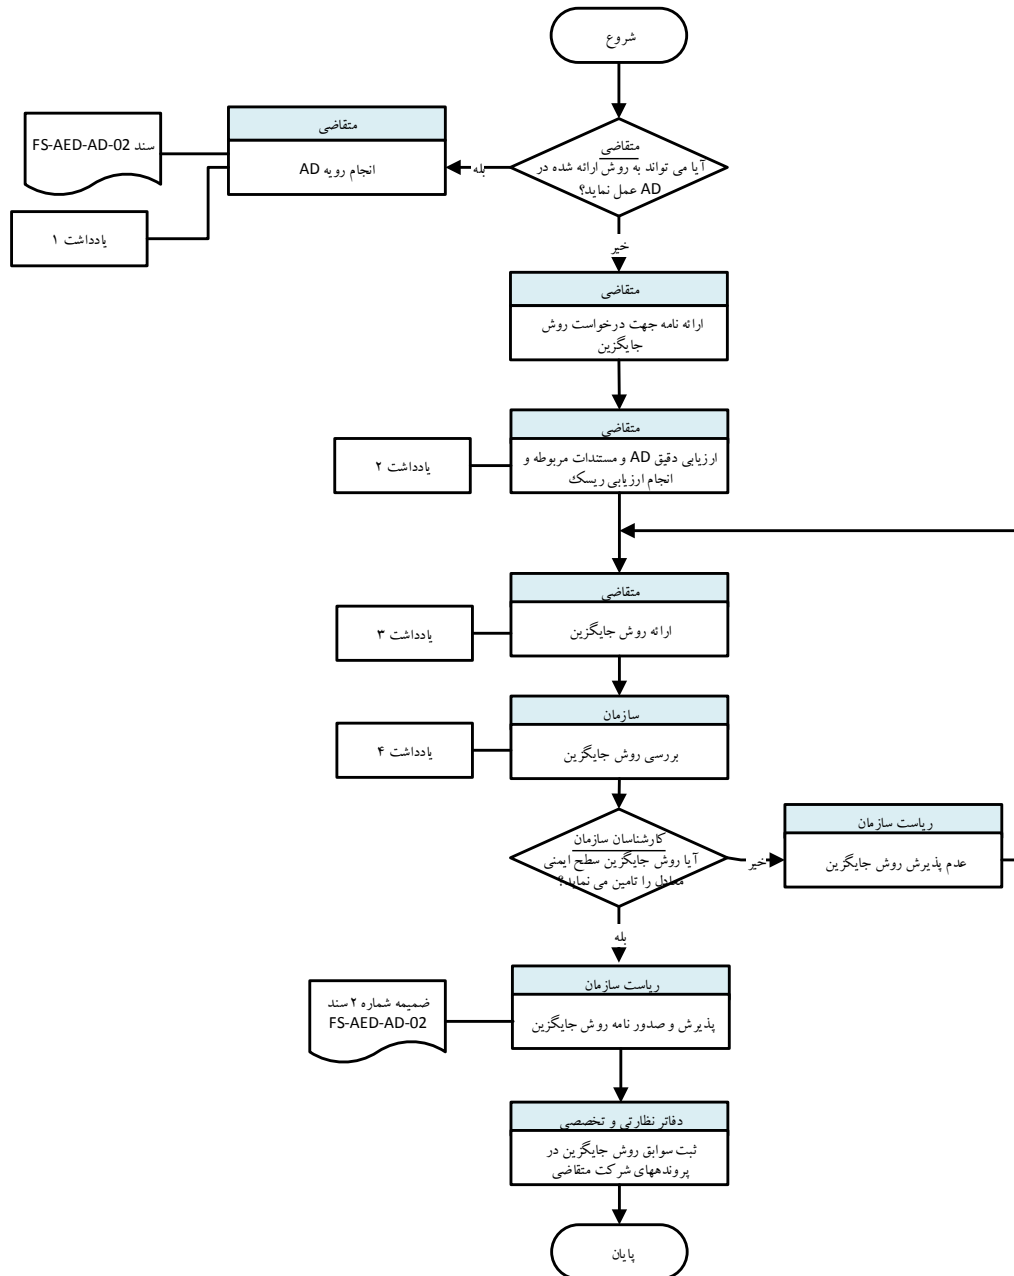 شروع
متقاضی
آیا می تواند به روش ارائه شده در
AD عمل نماید؟
بله
متقاضی
انجام رویه AD
سند FS-AED-AD-02
یادداشت ۱
خیر
متقاضی
ارائه نامه جهت درخواست روش
جایگزین
متقاضی
ارزیابی دقیق AD و مستندات مربوطه و
انجام ارزیابی ریسک
یادداشت ۲
متقاضی
ارائه روش جایگزین
یادداشت ۳
سازمان
بررسی روش جایگزین
یادداشت ۴
کارشناسان سازمان
آیا روش جایگزین سطح ایمنی
معادل را تامین می نماید؟
خیر
ریاست سازمان
عدم پذیرش روش جایگزین
بله
ریاست سازمان
پذیرش و صدور نامه روش جایگزین
ضمیمه شماره ۲ سند
FS-AED-AD-02
دفاتر نظارتی و تخصصی
ثبت سوابق روش جایگزین در
پروندههای شرکت متقاضی
پایان